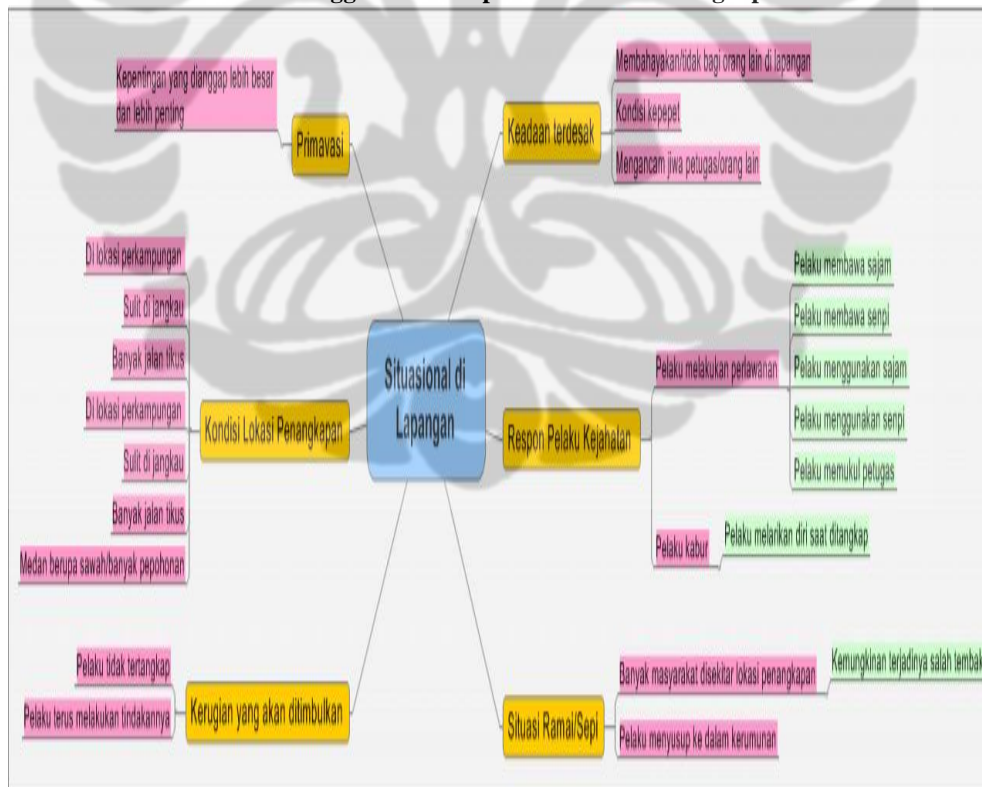 Kepentingan yang dianggap lebih besar
dan lebih penting
Primavasi
Keadaan terdesak
Membahayakan/tidak bagi orang lain di lapangan
Kondisi kepepet
Mengancam jiwa petugas/orang lain
Di lokasi perkampungan
Sulit di jangkau
Banyak jalan tikus
Di lokasi perkampungan
Sulit di jangkau
Banyak jalan tikus
Medan berupa sawah/banyak pepohonan
Kondisi Lokasi Penangkapan
Situasional di
Lapangan
Respon Pelaku Kejahatan
Pelaku melakukan perlawanan
Pelaku membawa sajam
Pelaku membawa senpi
Pelaku menggunakan sajam
Pelaku menggunakan senpi
Pelaku memukul petugas
Pelaku kabur
Pelaku melarikan diri saat ditangkap
Pelaku tidak tertangkap
Pelaku terus melakukan tindakannya
Kerugian yang akan ditimbulkan
Situasi Ramai/Sepi
Banyak masyarakat disekitar lokasi penangkapan
Kemungkinan terjadinya salah tembak
Pelaku menyusup ke dalam kerumunan